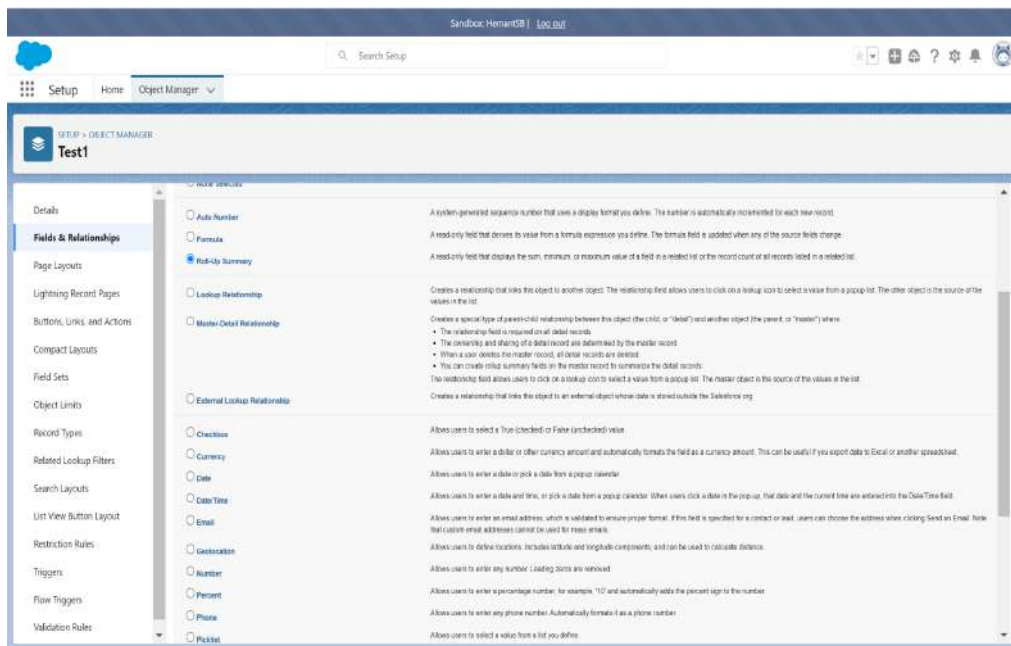 Sandbox: HemantSB | Log out
Search Setup
Setup Home Object Manager
SETUP > OBJECT MANAGER
Test1
Details
Fields & Relationships
Page Layouts
Lightning Record Pages
Buttons, Links, and Actions
Compact Layouts
Field Sets
Object Limits
Record Types
Related Lookup Filters
Search Layouts
List View Button Layout
Restriction Rules
Triggers
Flow Triggers
Validation Rules
None Selected
Auto Number A system-generated sequence number that uses a display format you define. The number is automatically incremented for each new record.
Formula A read-only field that derives its value from a formula expression you define. The formula field is updated when any of the source fields change.
Roll-Up Summary A read-only field that displays the sum, minimum, or maximum value of a field in a related list or the record count of all records listed in a related list.
Lookup Relationship Creates a relationship that links this object to another object. The relationship field allows users to click on a lookup icon to select a value from a popup list. The other object is the source of the
values in the list.
Master-Detail Relationship Creates a special type of parent-child relationship between this object (the child, or "detail") and another object (the parent, or "master") where:
• The relationship field is required on all detail records.
• The ownership and sharing of a detail record are determined by the master record.
• When a user deletes the master record, all detail records are deleted.
• You can create rollup summary fields on the master record to summarize the detail records.
The relationship field allows users to click on a lookup icon to select a value from a popup list. The master object is the source of the values in the list.
External Lookup Relationship Creates a relationship that links this object to an external object whose data is stored outside the Salesforce org.
Checkbox Allows users to select a True (checked) or False (unchecked) value.
Currency Allows users to enter a dollar or other currency amount and automatically formats the field as a currency amount. This can be useful if you export data to Excel or another spreadsheet.
Date Allows users to enter a date or pick a date from a popup calendar.
Date/Time Allows users to enter a date and time, or pick a date from a popup calendar. When users click a date in the pop-up, that date and the current time are entered into the Date/Time field.
Email Allows users to enter an email address, which is validated to ensure proper format. If this field is specified for a contact or lead, users can choose the address when clicking Send an Email. Note
that custom email addresses cannot be used for mass emails.
Geolocation Allows users to define locations. Includes latitude and longitude components, and can be used to calculate distance.
Number Allows users to enter any number. Leading zeros are removed.
Percent Allows users to enter a percentage number, for example, '10' and automatically adds the percent sign to the number.
Phone Allows users to enter any phone number. Automatically formats it as a phone number.
Picklist Allows users to select a value from a list you define.